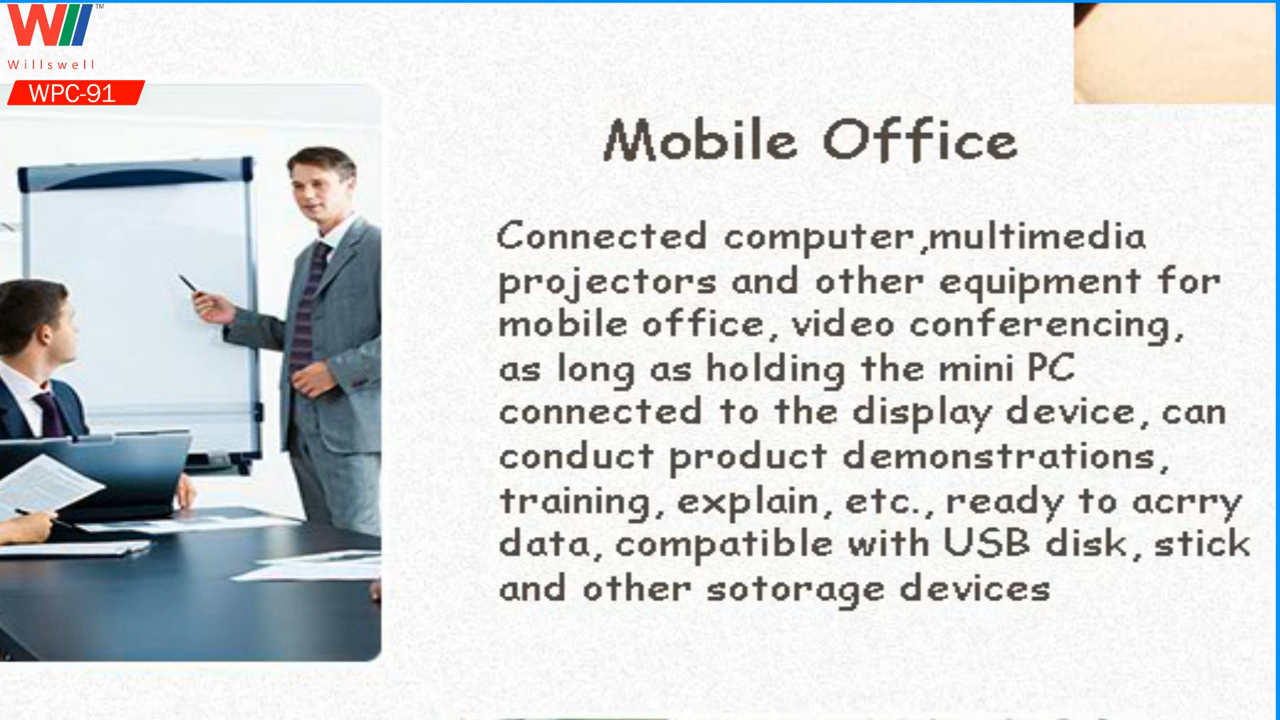 WII™
Willswell
WPC-91
Mobile Office
Connected computer,multimedia
projectors and other equipment for
mobile office, video conferencing,
as long as holding the mini PC
connected to the display device, can
conduct product demonstrations,
training, explain, etc., ready to acrry
data, compatible with USB disk, stick
and other sotorage devices